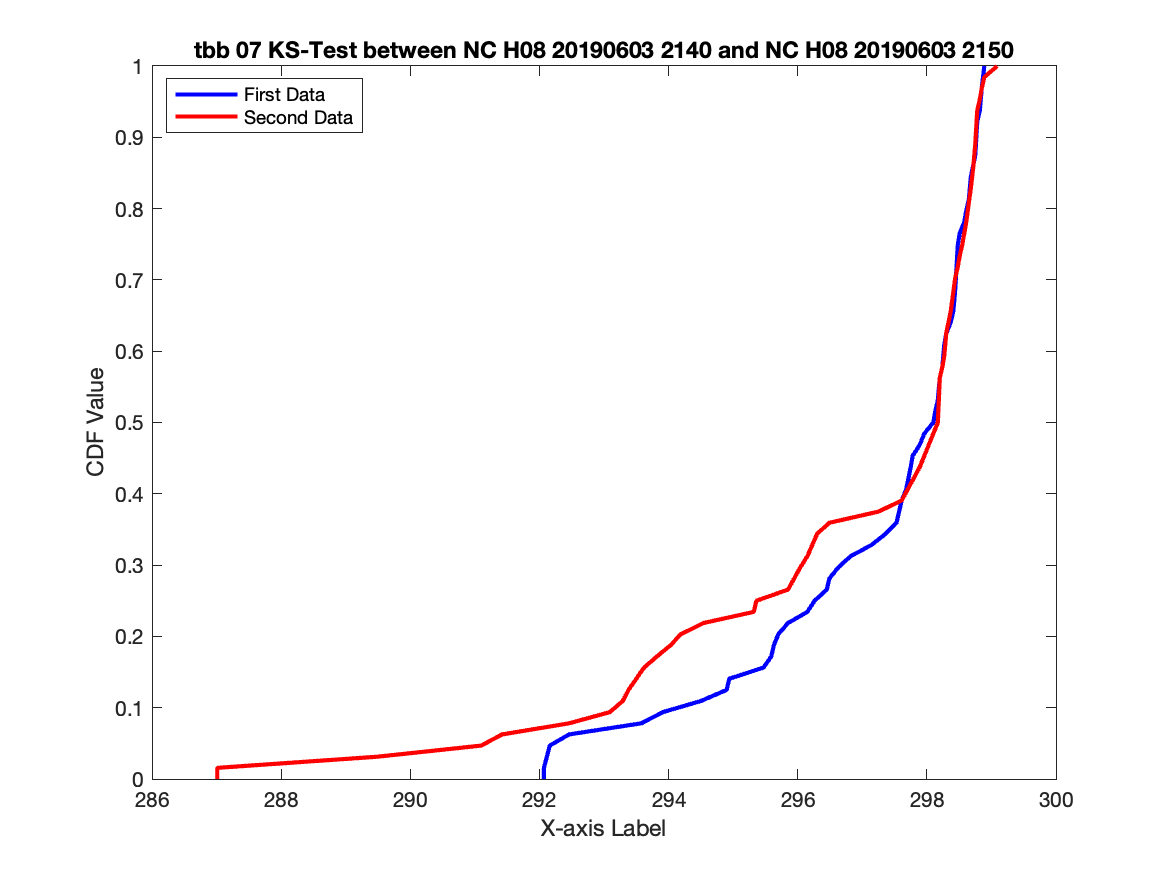 tbb 07 KS-Test between NC H08 20190603 2140 and NC H08 20190603 2150
First Data
Second Data
1
0.9
0.8
0.7
0.6
0.5
0.4
0.3
0.2
0.1
0
CDF Value
286 288 290 292 294 296 298 300
X-axis Label